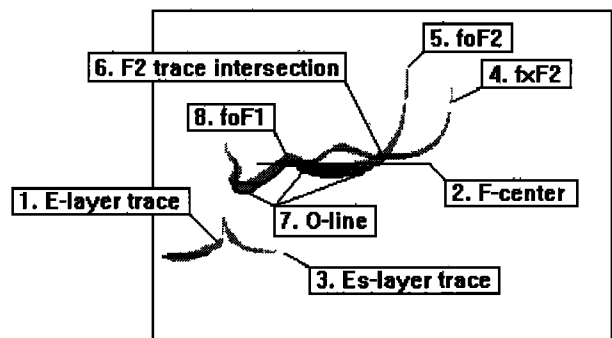 5. foF2
6. F2 trace intersection
4. fxF2
8. foF1
2. F-center
1. E-layer trace
7. O-line
3. Es-layer trace